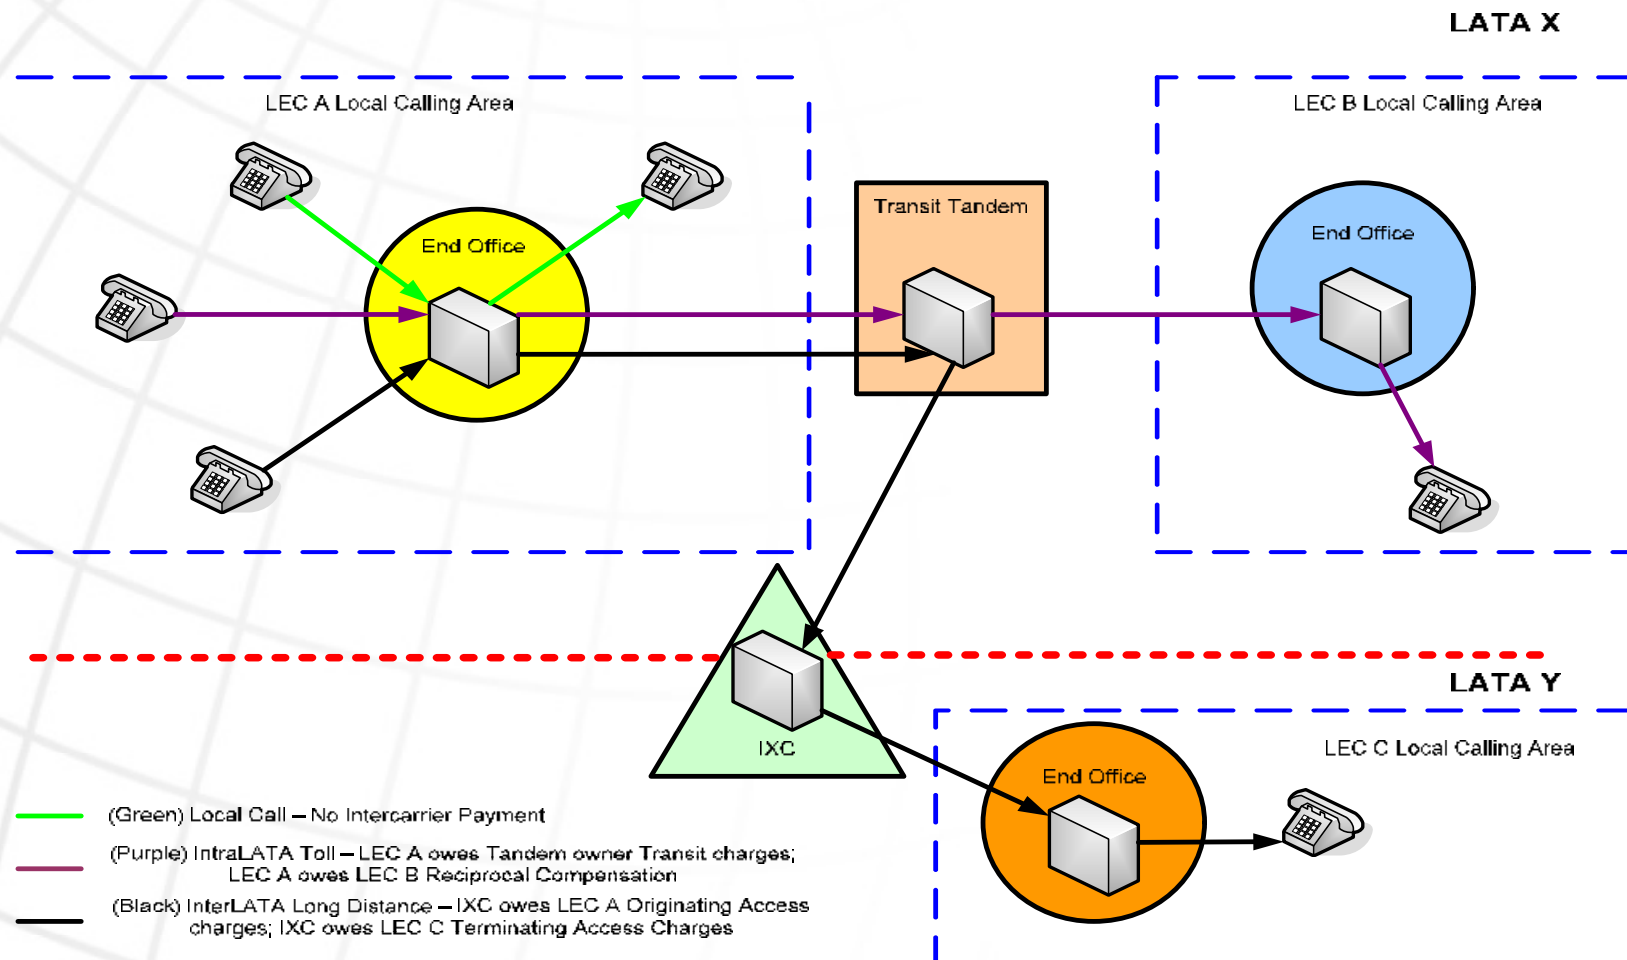 LATA X
LEC A Local Calling Area
LEC B Local Calling Area
Transit Tandem
End Office
End Office
LATA Y
IXC
LEC C Local Calling Area
End Office
(Green) Local Call – No Intercarrier Payment
(Purple) IntraLATA Toll – LEC A owes Tandem owner Transit charges;
LEC A owes LEC B Reciprocal Compensation
(Black) InterLATA Long Distance – IXC owes LEC A Originating Access
charges; IXC owes LEC C Terminating Access Charges